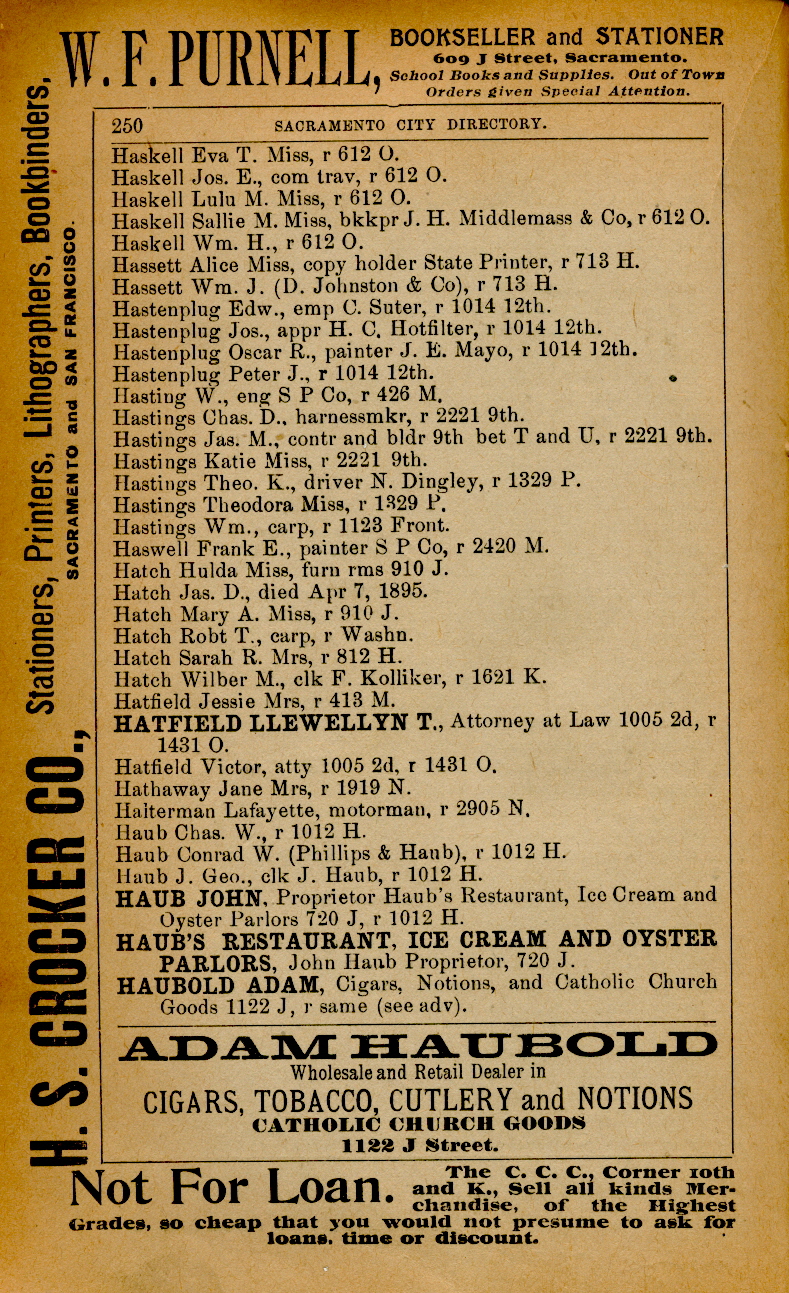 W. F. PURNELL,
BOOKSELLER and STATIONER
609 J Street, Sacramento.
School Books and Supplies. Out of Town
Orders given Special Attention.
H. S. CROCKER CO., Stationers, Printers, Lithographers, Bookbinders,
SACRAMENTO and SAN FRANCISCO.
250 SACRAMENTO CITY DIRECTORY.
Haskell Eva T. Miss, r 612 O.
Haskell Jos. E., com trav, r 612 O.
Haskell Lulu M. Miss, r 612 O.
Haskell Sallie M. Miss, bkkpr J. H. Middlemass & Co, r 612 O.
Haskell Wm. H., r 612 O.
Hassett Alice Miss, copy holder State Printer, r 713 H.
Hassett Wm. J. (D. Johnston & Co), r 713 H.
Hastenplug Edw., emp C. Suter, r 1014 12th.
Hastenplug Jos., appr H. C. Hotfilter, r 1014 12th.
Hastenplug Oscar R., painter J. E. Mayo, r 1014 12th.
Hastenplug Peter J., r 1014 12th.
Hasting W., eng S P Co, r 426 M.
Hastings Chas. D., harnessmkr, r 2221 9th.
Hastings Jas. M., contr and bldr 9th bet T and U, r 2221 9th.
Hastings Katie Miss, r 2221 9th.
Hastings Theo. K., driver N. Dingley, r 1329 P.
Hastings Theodora Miss, r 1329 P.
Hastings Wm., carp, r 1123 Front.
Haswell Frank E., painter S P Co, r 2420 M.
Hatch Hulda Miss, furn rms 910 J.
Hatch Jas. D., died Apr 7, 1895.
Hatch Mary A. Miss, r 910 J.
Hatch Robt T., carp, r Washn.
Hatch Sarah R. Mrs, r 812 H.
Hatch Wilber M., clk F. Kolliker, r 1621 K.
Hatfield Jessie Mrs, r 413 M.
HATFIELD LLEWELLYN T., Attorney at Law 1005 2d, r
1431 O.
Hatfield Victor, atty 1005 2d, r 1431 O.
Hathaway Jane Mrs, r 1919 N.
Halterman Lafayette, motorman, r 2905 N.
Haub Chas. W., r 1012 H.
Haub Conrad W. (Phillips & Haub), r 1012 H.
Haub J. Geo., clk J. Haub, r 1012 H.
HAUB JOHN, Proprietor Haub's Restaurant, Ice Cream and
Oyster Parlors 720 J, r 1012 H.
HAUB'S RESTAURANT, ICE CREAM AND OYSTER
PARLORS, John Haub Proprietor, 720 J.
HAUBOLD ADAM, Cigars, Notions, and Catholic Church
Goods 1122 J, r same (see adv).
ADAM HAUBOLD
Wholesale and Retail Dealer in
CIGARS, TOBACCO, CUTLERY and NOTIONS
CATHOLIC CHURCH GOODS
1122 J Street.
Not For Loan.
The C. C. C., Corner 10th
and K., Sell all kinds Mer-
chandise, of the Highest
Grades, so cheap that you would not presume to ask for
loans. time or discount.